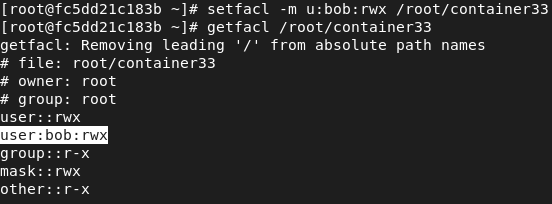 [root@fc5dd21c183b ~]# setfacl -m u:bob:rwx /root/container33
[root@fc5dd21c183b ~]# getfacl /root/container33
getfacl: Removing leading '/' from absolute path names
# file: root/container33
# owner: root
# group: root
user::rwx
user:bob:rwx
group::r-x
mask::rwx
other::r-x